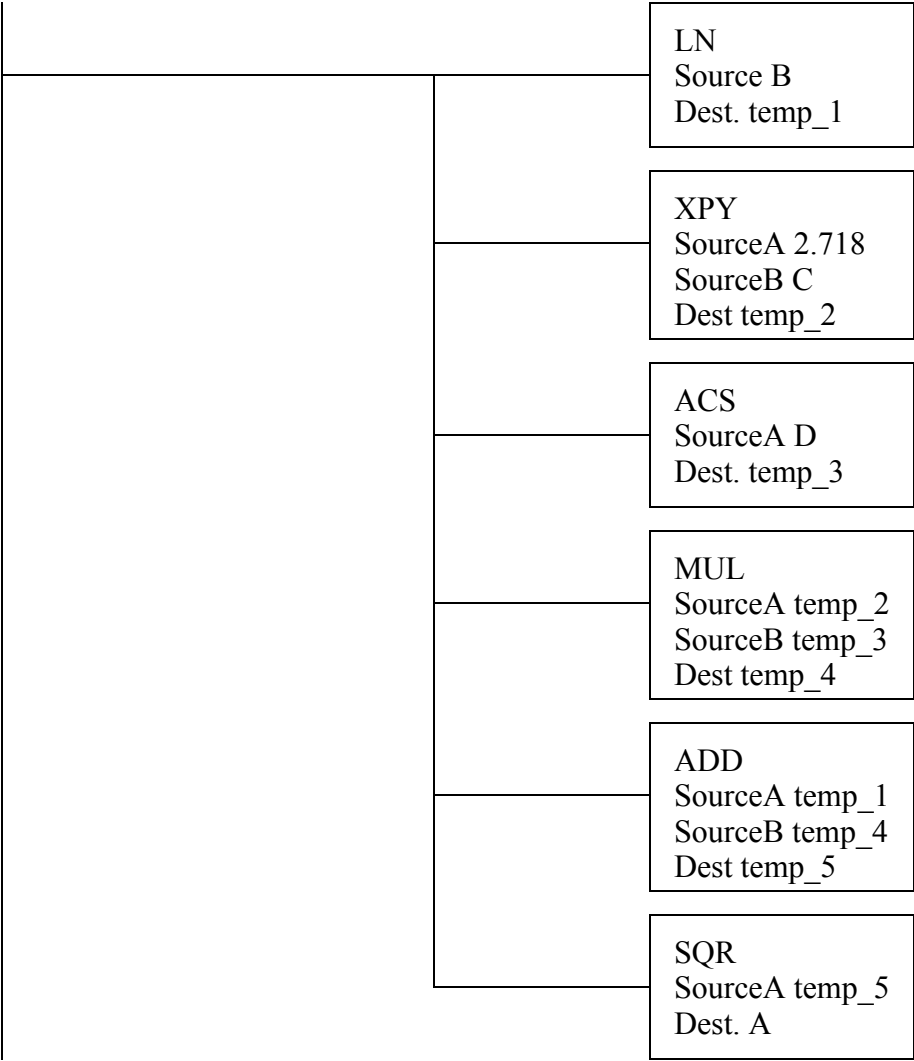 LN
Source B
Dest. temp_1
XPY
SourceA 2.718
SourceB C
Dest temp_2
ACS
SourceA D
Dest. temp_3
MUL
SourceA temp_2
SourceB temp_3
Dest temp_4
ADD
SourceA temp_1
SourceB temp_4
Dest temp_5
SQR
SourceA temp_5
Dest. A